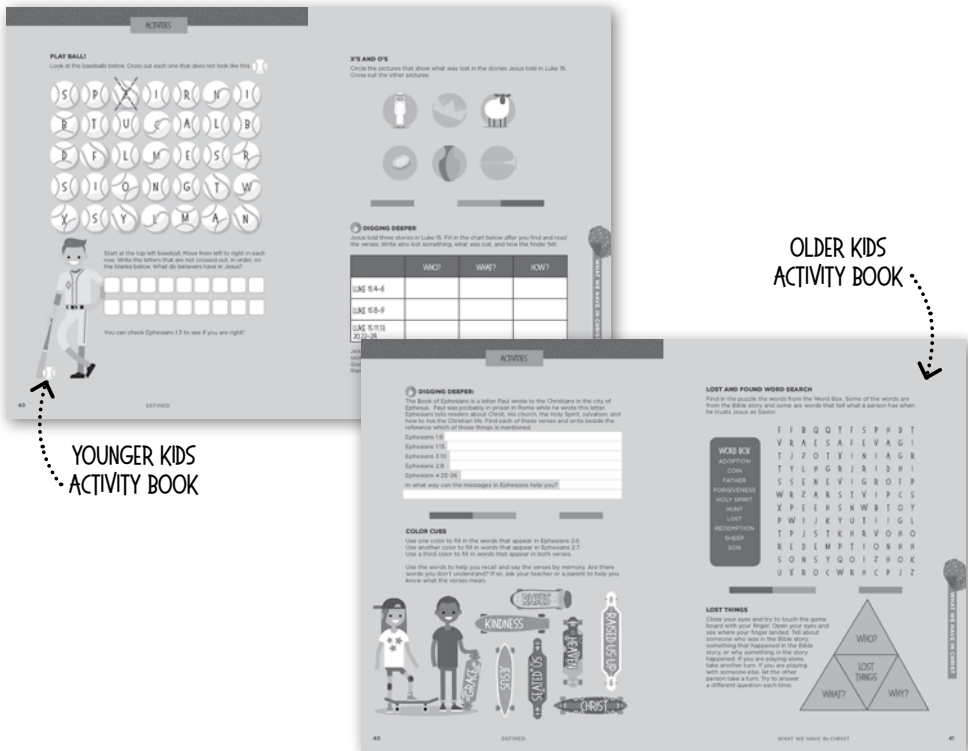 ACTIVITIES
PLAY BALL!
Look at the baseballs below. Cross out each one that does not look like this:
S P Z I R N I
B T U C A L B
D F L M E S R
S I O N G T W
X S Y L M A N
Start at the top left baseball. Move from left to right in each
row. Write the letters that are not crossed out, in order, on
the blanks below. What do believers have in Jesus?
You can check Ephesians 1:3 to see if you are right!
40 DEFINED
X'S AND O'S
Circle the pictures that show what was lost in the stories Jesus told in Luke 15.
Cross out the other pictures.
DIGGING DEEPER
Jesus told three stories in Luke 15. Fill in the chart below after you find and read
the verses. Write who lost something, what was lost, and how the finder felt.
WHO? WHAT? HOW?
LUKE 15:4-6
LUKE 15:8-9
LUKE 15:11,13,
20,22-24
WHAT WE HAVE IN CHRIST
YOUNGER KIDS
ACTIVITY BOOK
OLDER KIDS
ACTIVITY BOOK
ACTIVITIES
DIGGING DEEPER:
The Book of Ephesians is a letter Paul wrote to the Christians in the city of
Ephesus. Paul was probably in prison in Rome while he wrote this letter.
Ephesians tells readers about Christ, His church, the Holy Spirit, salvation, and
how to live the Christian life. Find each of these verses and write beside the
reference which of those things is mentioned.
Ephesians 1:9
Ephesians 1:13
Ephesians 3:10
Ephesians 2:8
Ephesians 4:25-26
In what way can the messages in Ephesians help you?
COLOR CUES
Use one color to fill in the words that appear in Ephesians 2:6.
Use another color to fill in words that appear in Ephesians 2:7.
Use a third color to fill in words that appear in both verses.
Use the words to help you recall and say the verses by memory. Are there
words you don't understand? If so, ask your teacher or a parent to help you
know what the verses mean.
GRACE
KINDNESS
RICHES
JESUS
SEATED US
HEAVEN
RAISED US UP
CHRIST
40 DEFINED
LOST AND FOUND WORD SEARCH
Find in the puzzle the words from the Word Box. Some of the words are
from the Bible story and some are words that tell what a person has when
he trusts Jesus as Savior.
WORD BOX
ADOPTION
COIN
FATHER
FORGIVENESS
HOLY SPIRIT
HUNT
LOST
REDEMPTION
SHEEP
SON
F F B Q Q T F S P H D T
V R A E S A F E V A G I
T J Z O T X I N I A G R
T Y L H G R J R I D H I
S S E N E V I G R O F P
W R Z A R S T V I P C S
X P E E H S N W B T O Y
P W I J K Y U T I I G L
T P J S T K H R V O H O
R E D E M P T I O N H H
S O N S Y Q O I Z H O K
U X R O C W R H C P J Z
LOST THINGS
Close your eyes and try to touch the game
board with your finger. Open your eyes and
see where your finger landed. Tell about
someone who was in the Bible story,
something that happened in the Bible
story, or why something in the story
happened. If you are playing alone,
take another turn. If you are playing
with someone else, let the other
person take a turn. Try to answer
a different question each time.
WHO?
LOST
THINGS
WHAT?
WHY?
WHAT WE HAVE IN CHRIST
WHAT WE HAVE IN CHRIST 41